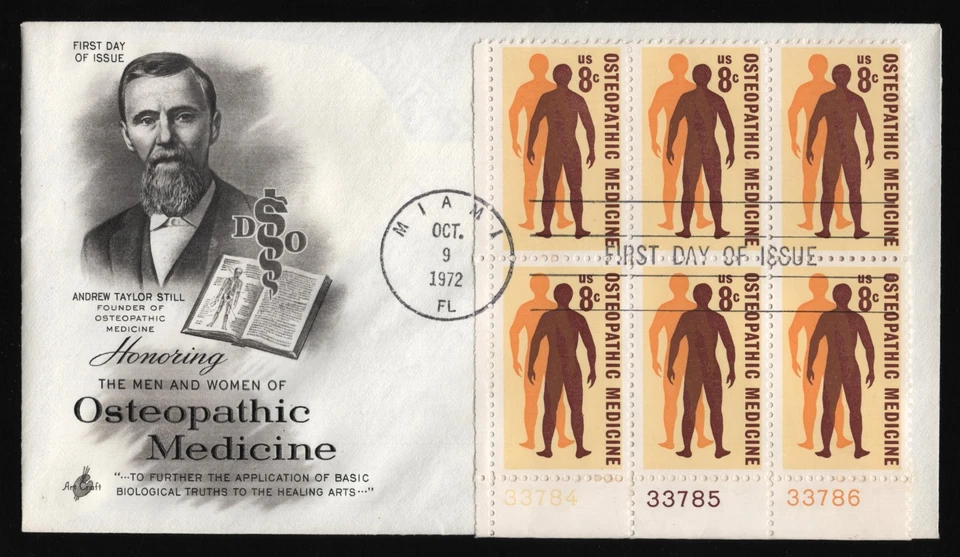 FIRST DAY
OF ISSUE
D O
ANDREW TAYLOR STILL
FOUNDER OF
OSTEOPATHIC
MEDICINE
Honoring
THE MEN AND WOMEN OF
Osteopathic
Medicine
"...TO FURTHER THE APPLICATION OF BASIC
BIOLOGICAL TRUTHS TO THE HEALING ARTS..."
Art Craft
MIAMI
OCT.
9
1972
FL
FIRST DAY OF ISSUE
US
8c
OSTEOPATHIC MEDICINE
US
8c
OSTEOPATHIC MEDICINE
US
8c
OSTEOPATHIC MEDICINE
US
8c
OSTEOPATHIC MEDICINE
US
8c
OSTEOPATHIC MEDICINE
US
8c
OSTEOPATHIC MEDICINE
33784 33785 33786